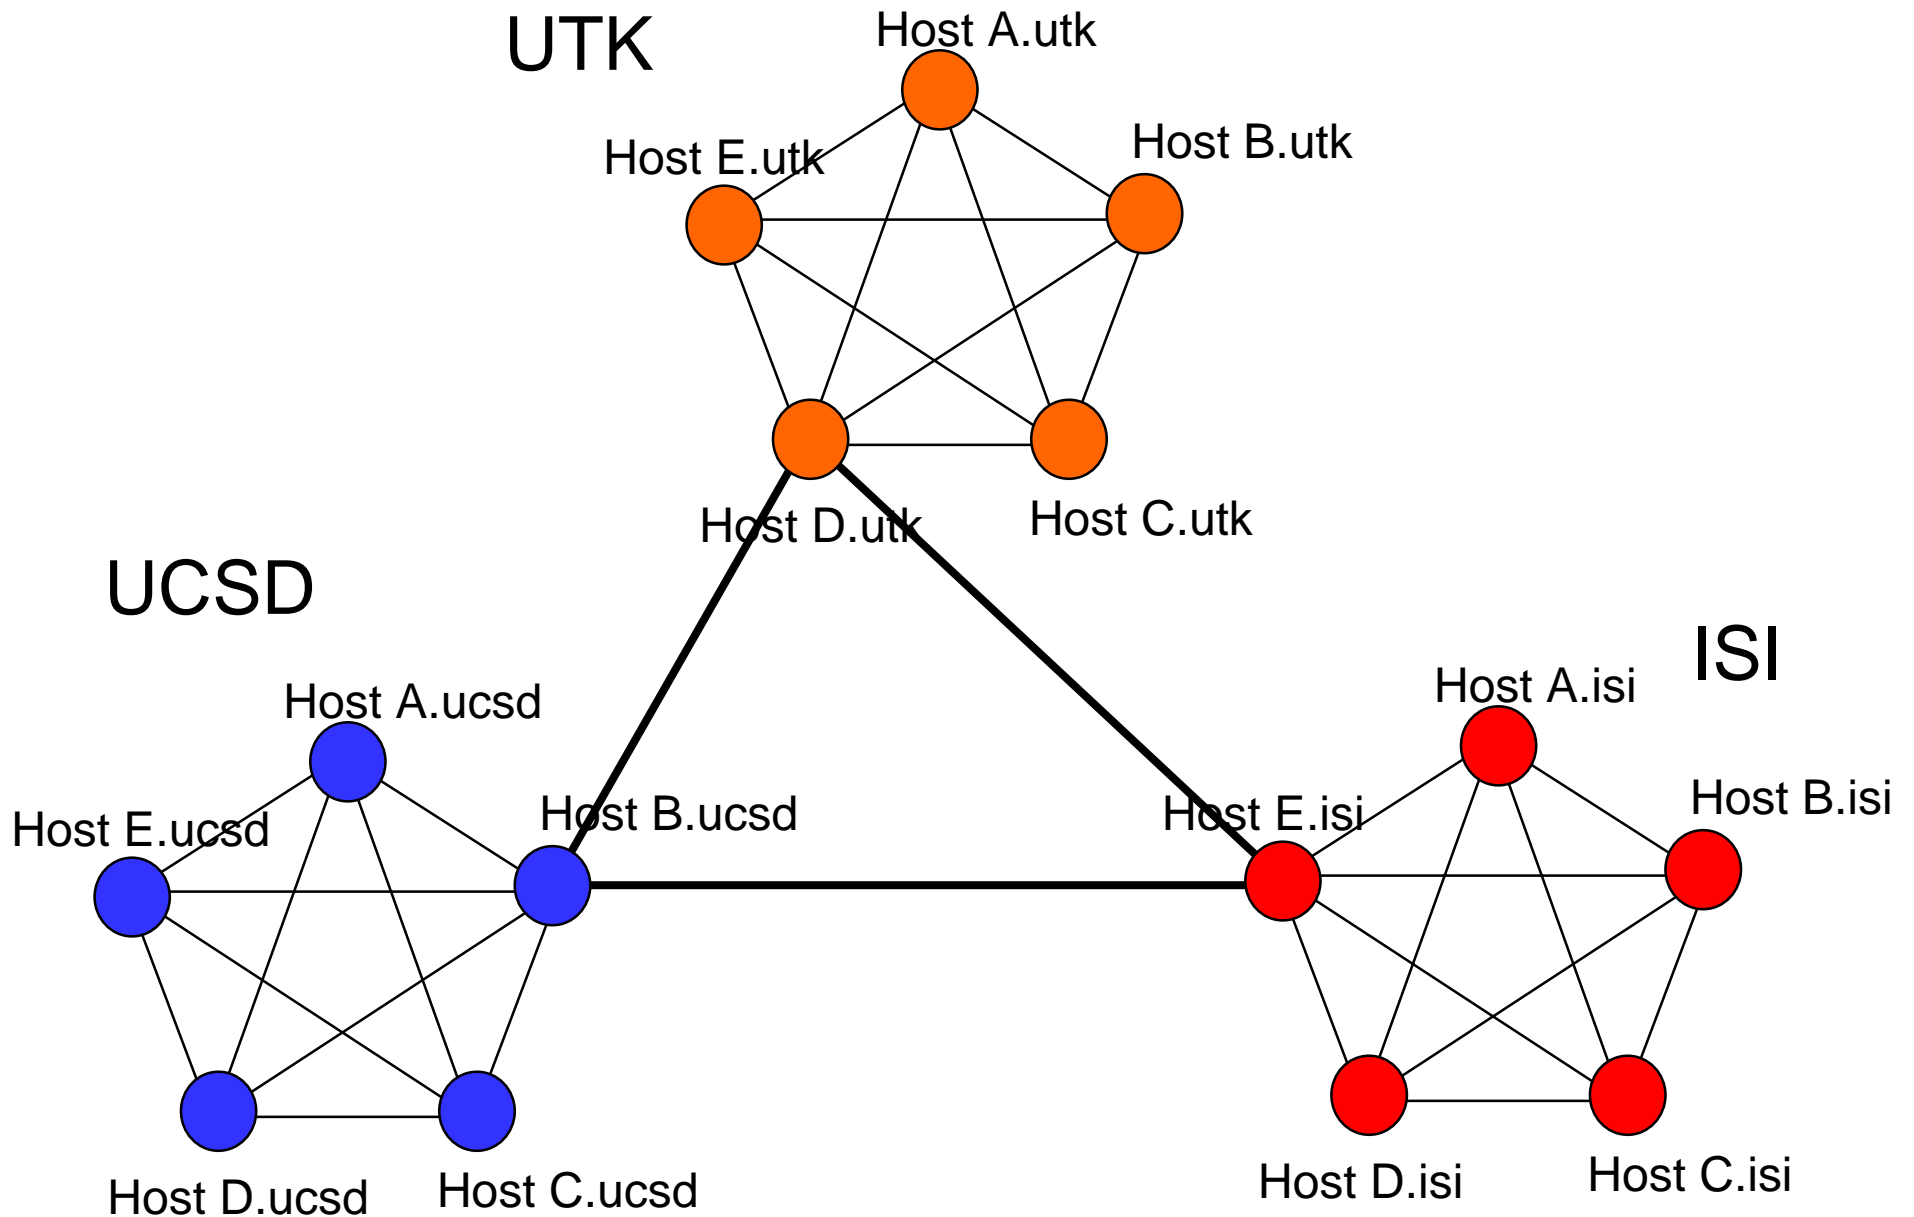 UTK
Host A.utk
Host B.utk
Host E.utk
Host D.utk
Host C.utk
UCSD
ISI
Host A.ucsd
Host B.ucsd
Host E.ucsd
Host D.ucsd
Host C.ucsd
Host A.isi
Host B.isi
Host E.isi
Host D.isi
Host C.isi